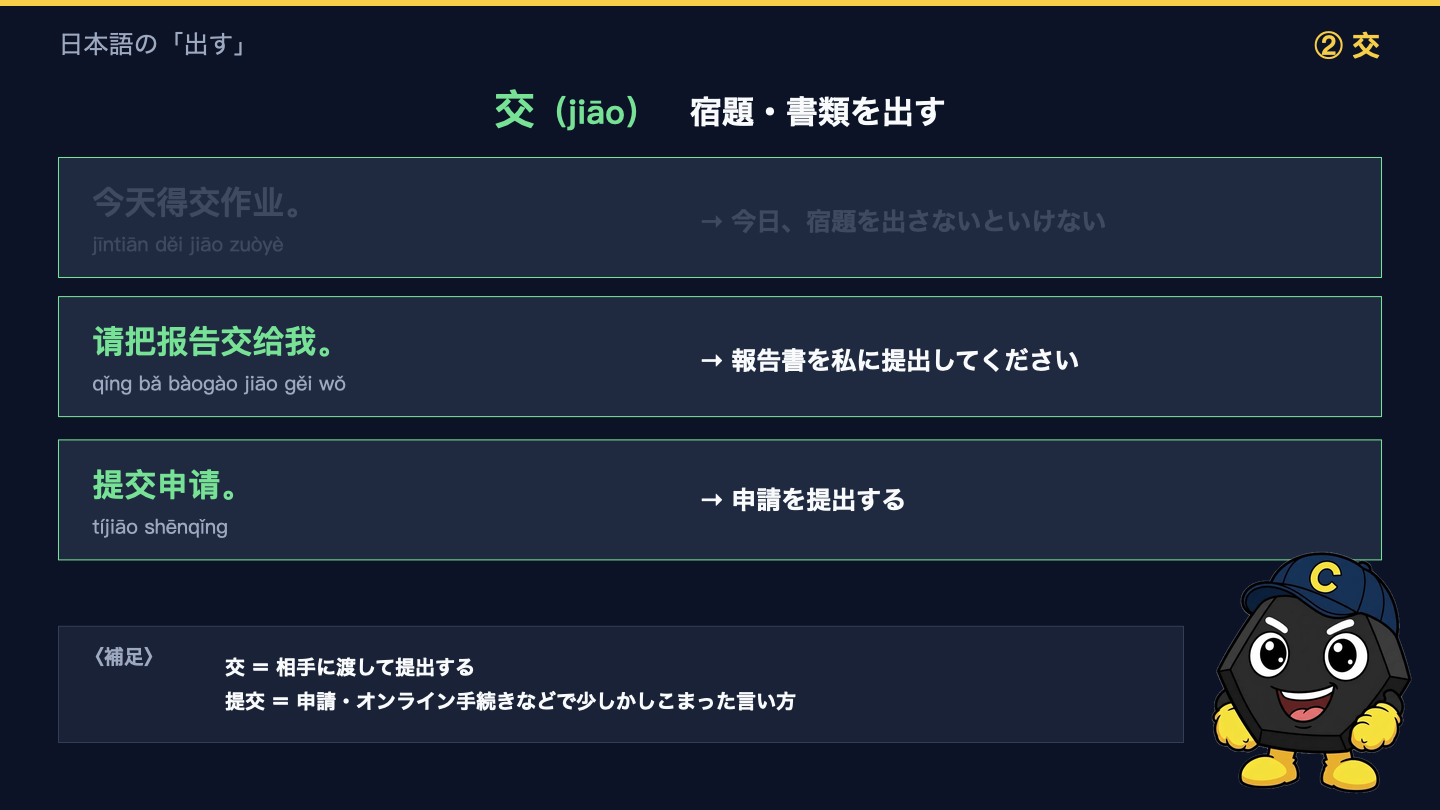 日本語の「出す」
② 交
交（jiāo） 宿題・書類を出す
今天得交作业。
jīntiān děi jiāo zuòyè
→ 今日、宿題を出さないといけない
请把报告交给我。
qǐng bǎ bàogào jiāo gěi wǒ
→ 報告書を私に提出してください
提交申请。
tíjiāo shēnqǐng
→ 申請を提出する
〈補足〉
交 ＝ 相手に渡して提出する
提交 ＝ 申請・オンライン手続きなどで少しかしこまった言い方
C